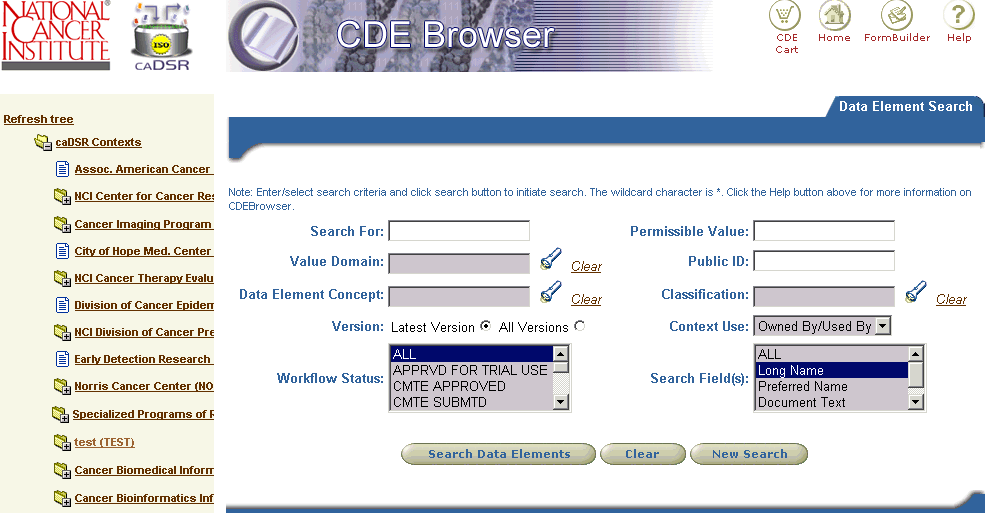 NATIONAL
CANCER
INSTITUTE
ISO
caDSR
CDE Browser
CDE Cart
Home
FormBuilder
Help
Refresh tree
caDSR Contexts
Assoc. American Cancer
NCI Center for Cancer Res
Cancer Imaging Program
City of Hope Med. Center
NCI Cancer Therapy Evalu
Division of Cancer Epidem
NCI Division of Cancer Pre
Early Detection Research
Norris Cancer Center (NO
Specialized Programs of R
test (TEST)
Cancer Biomedical Inform
Cancer Bioinformatics Inf
Data Element Search
Note: Enter/select search criteria and click search button to initiate search. The wildcard character is *. Click the Help button above for more information on
CDEBrowser.
Search For: Permissible Value:
Value Domain: Clear Public ID:
Data Element Concept: Clear Classification: Clear
Version: Latest Version All Versions Context Use: Owned By/Used By
Workflow Status:
ALL
APPRVD FOR TRIAL USE
CMTE APPROVED
CMTE SUBMTD
Search Field(s):
ALL
Long Name
Preferred Name
Document Text
Search Data Elements Clear New Search